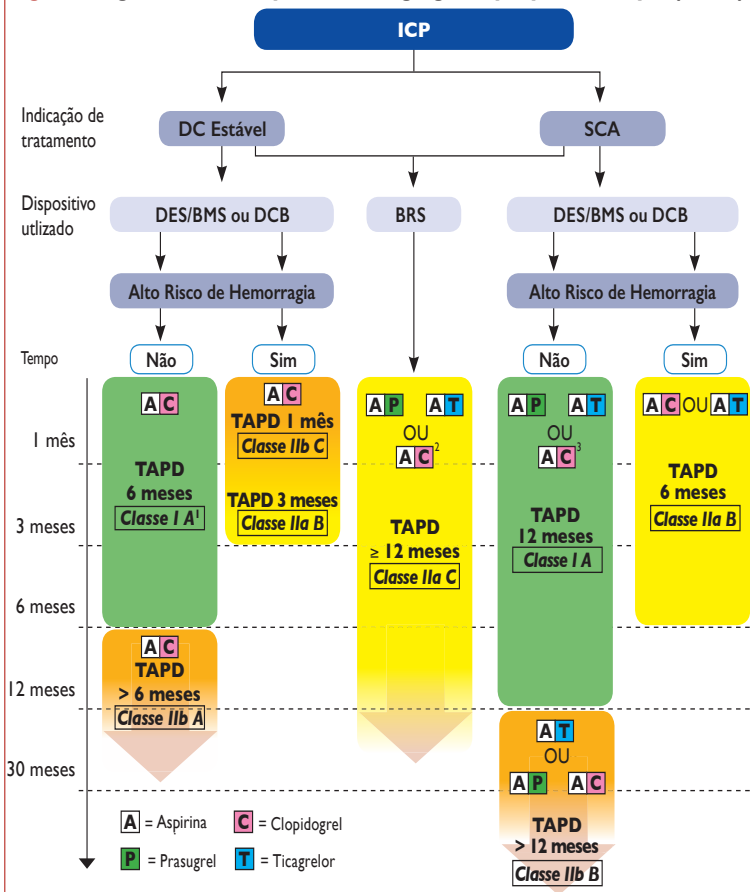 ICP
Indicação de
tratamento
DC Estável
SCA
Dispositivo
utlizado
DES/BMS ou DCB
BRS
DES/BMS ou DCB
Alto Risco de Hemorragia
Alto Risco de Hemorragia
Tempo
Não
Sim
Não
Sim
1 mês
3 meses
6 meses
12 meses
30 meses
A C
TAPD
6 meses
Classe I A¹
A C
TAPD
> 6 meses
Classe IIb A
A C
TAPD 1 mês
Classe IIb C
TAPD 3 meses
Classe IIa B
A P A T
OU
A C ²
TAPD
≥ 12 meses
Classe IIa C
A P A T
OU
A C ³
TAPD
12 meses
Classe I A
A T
OU
A P A C
TAPD
> 12 meses
Classe IIb B
A C OU A T
TAPD
6 meses
Classe IIa B
A = Aspirina C = Clopidogrel
P = Prasugrel T = Ticagrelor